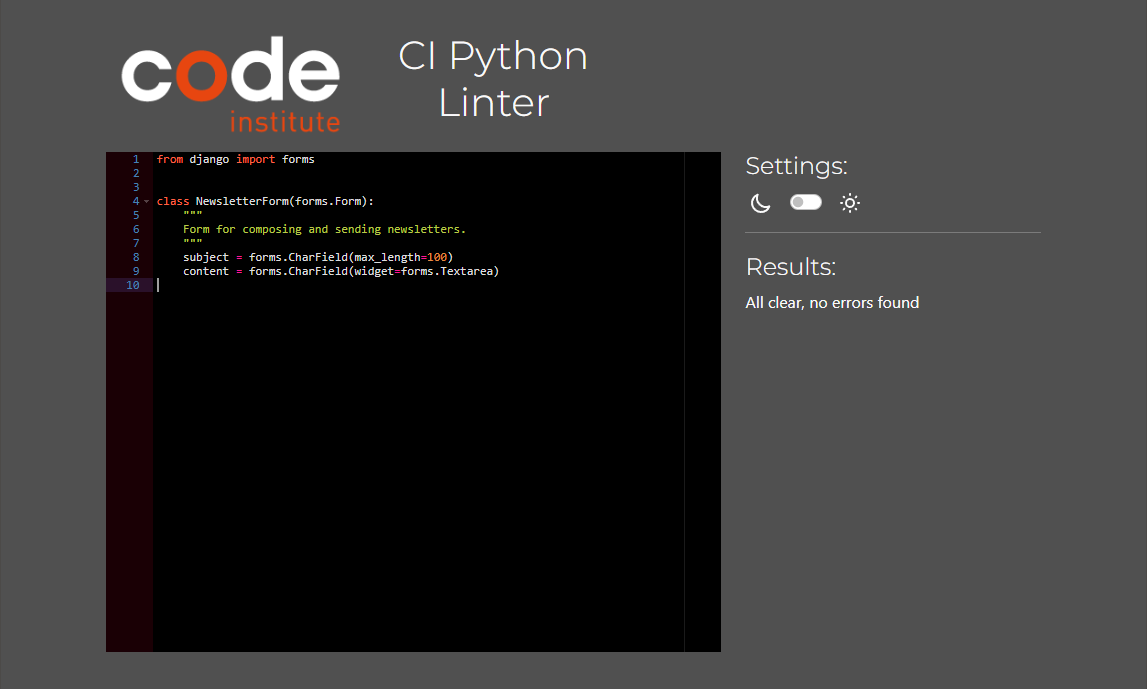 code
institute
CI Python
Linter
1 from django import forms
2
3
4 class NewsletterForm(forms.Form):
5     """
6     Form for composing and sending newsletters.
7     """
8     subject = forms.CharField(max_length=100)
9     content = forms.CharField(widget=forms.Textarea)
10
Settings:
Results:
All clear, no errors found